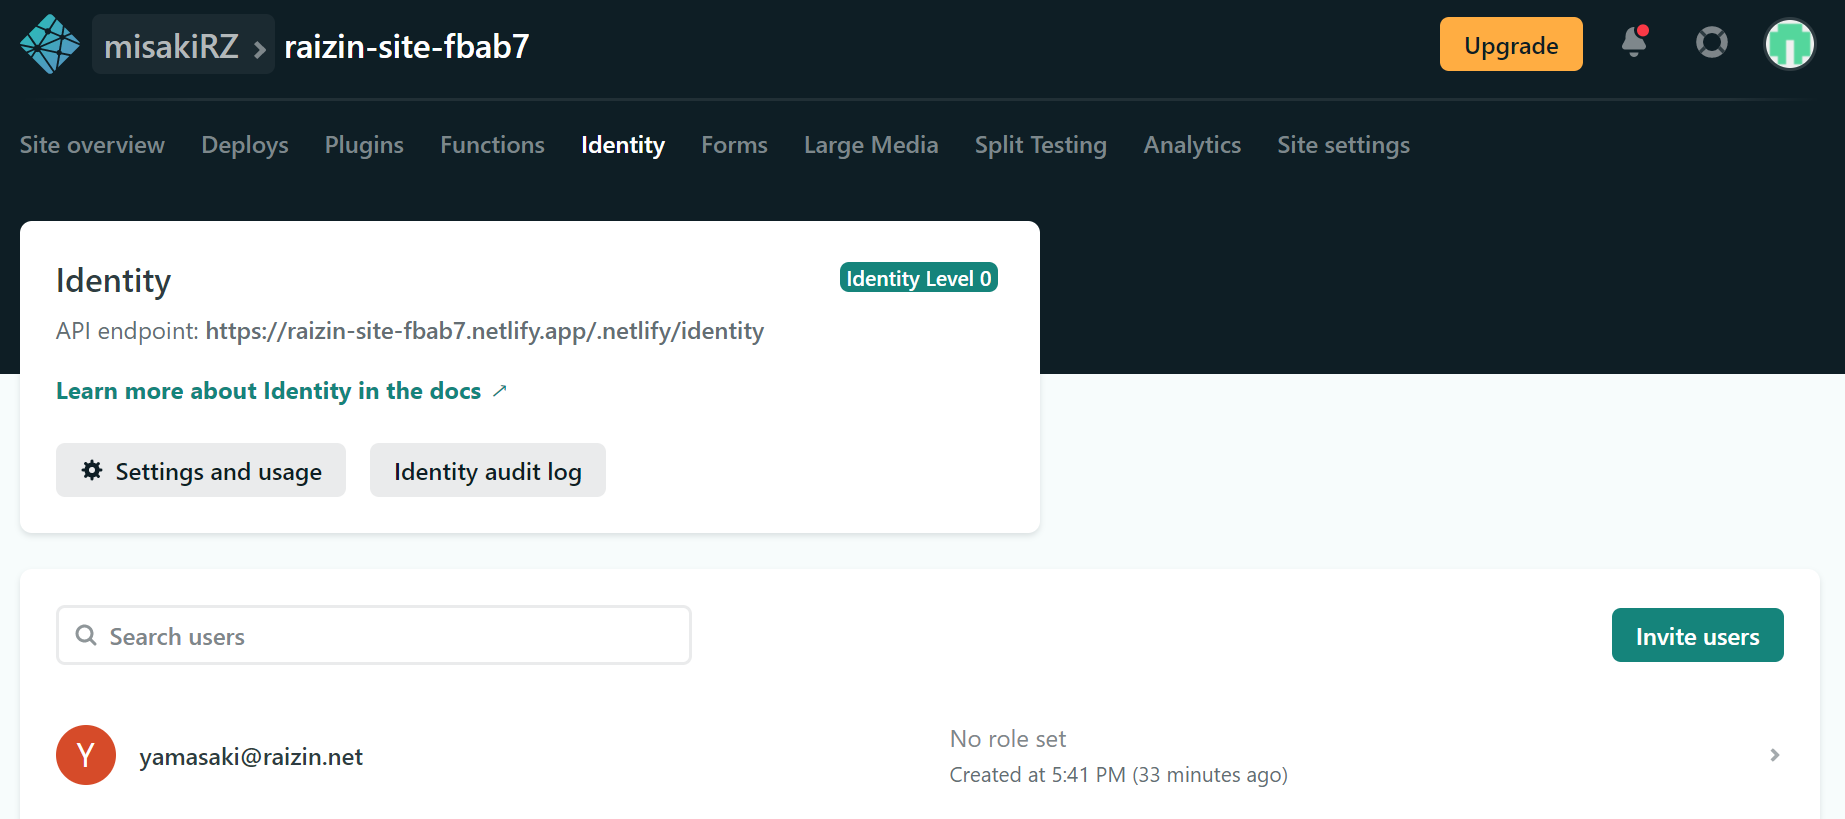 misakiRZ raizin-site-fbab7 Upgrade
Site overview Deploys Plugins Functions Identity Forms Large Media Split Testing Analytics Site settings
Identity Identity Level 0
API endpoint: https://raizin-site-fbab7.netlify.app/.netlify/identity
Learn more about Identity in the docs
Settings and usage Identity audit log
Search users Invite users
No role set
Y yamasaki@raizin.net
Created at 5:41 PM (33 minutes ago)